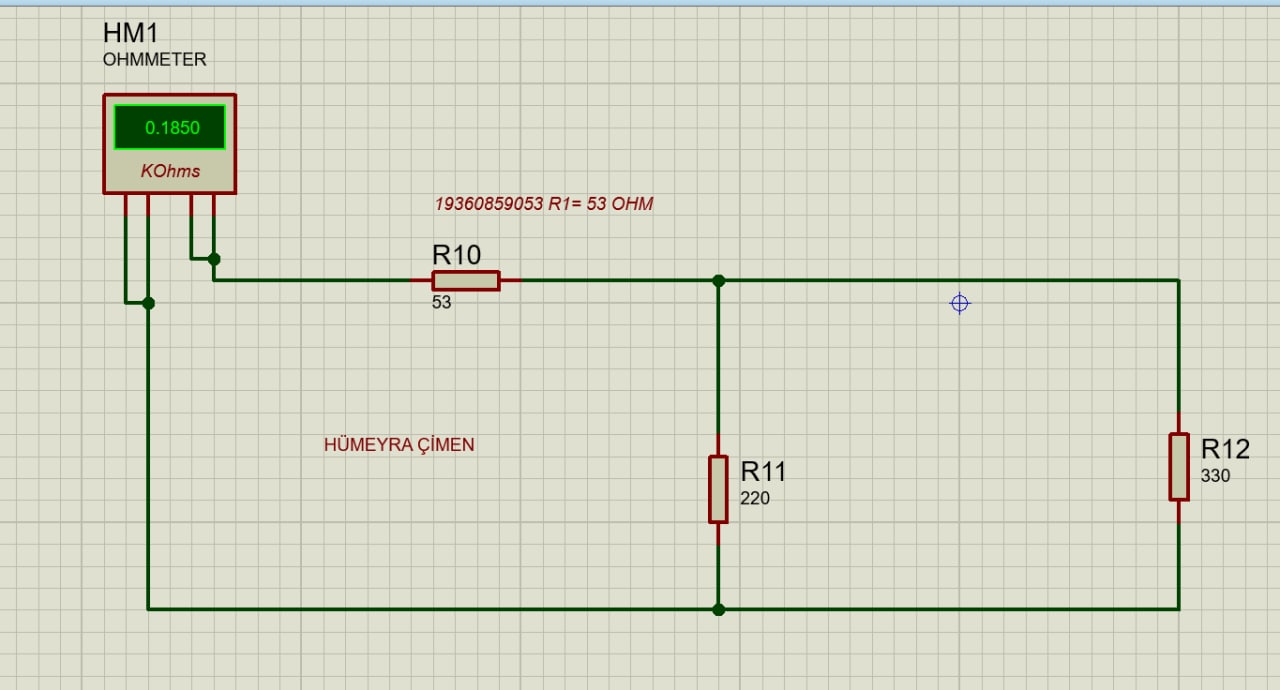 HM1
OHMMETER
0.1850
KOhms
19360859053 R1= 53 OHM
R10
53
HÜMEYRA ÇİMEN
R11
220
R12
330